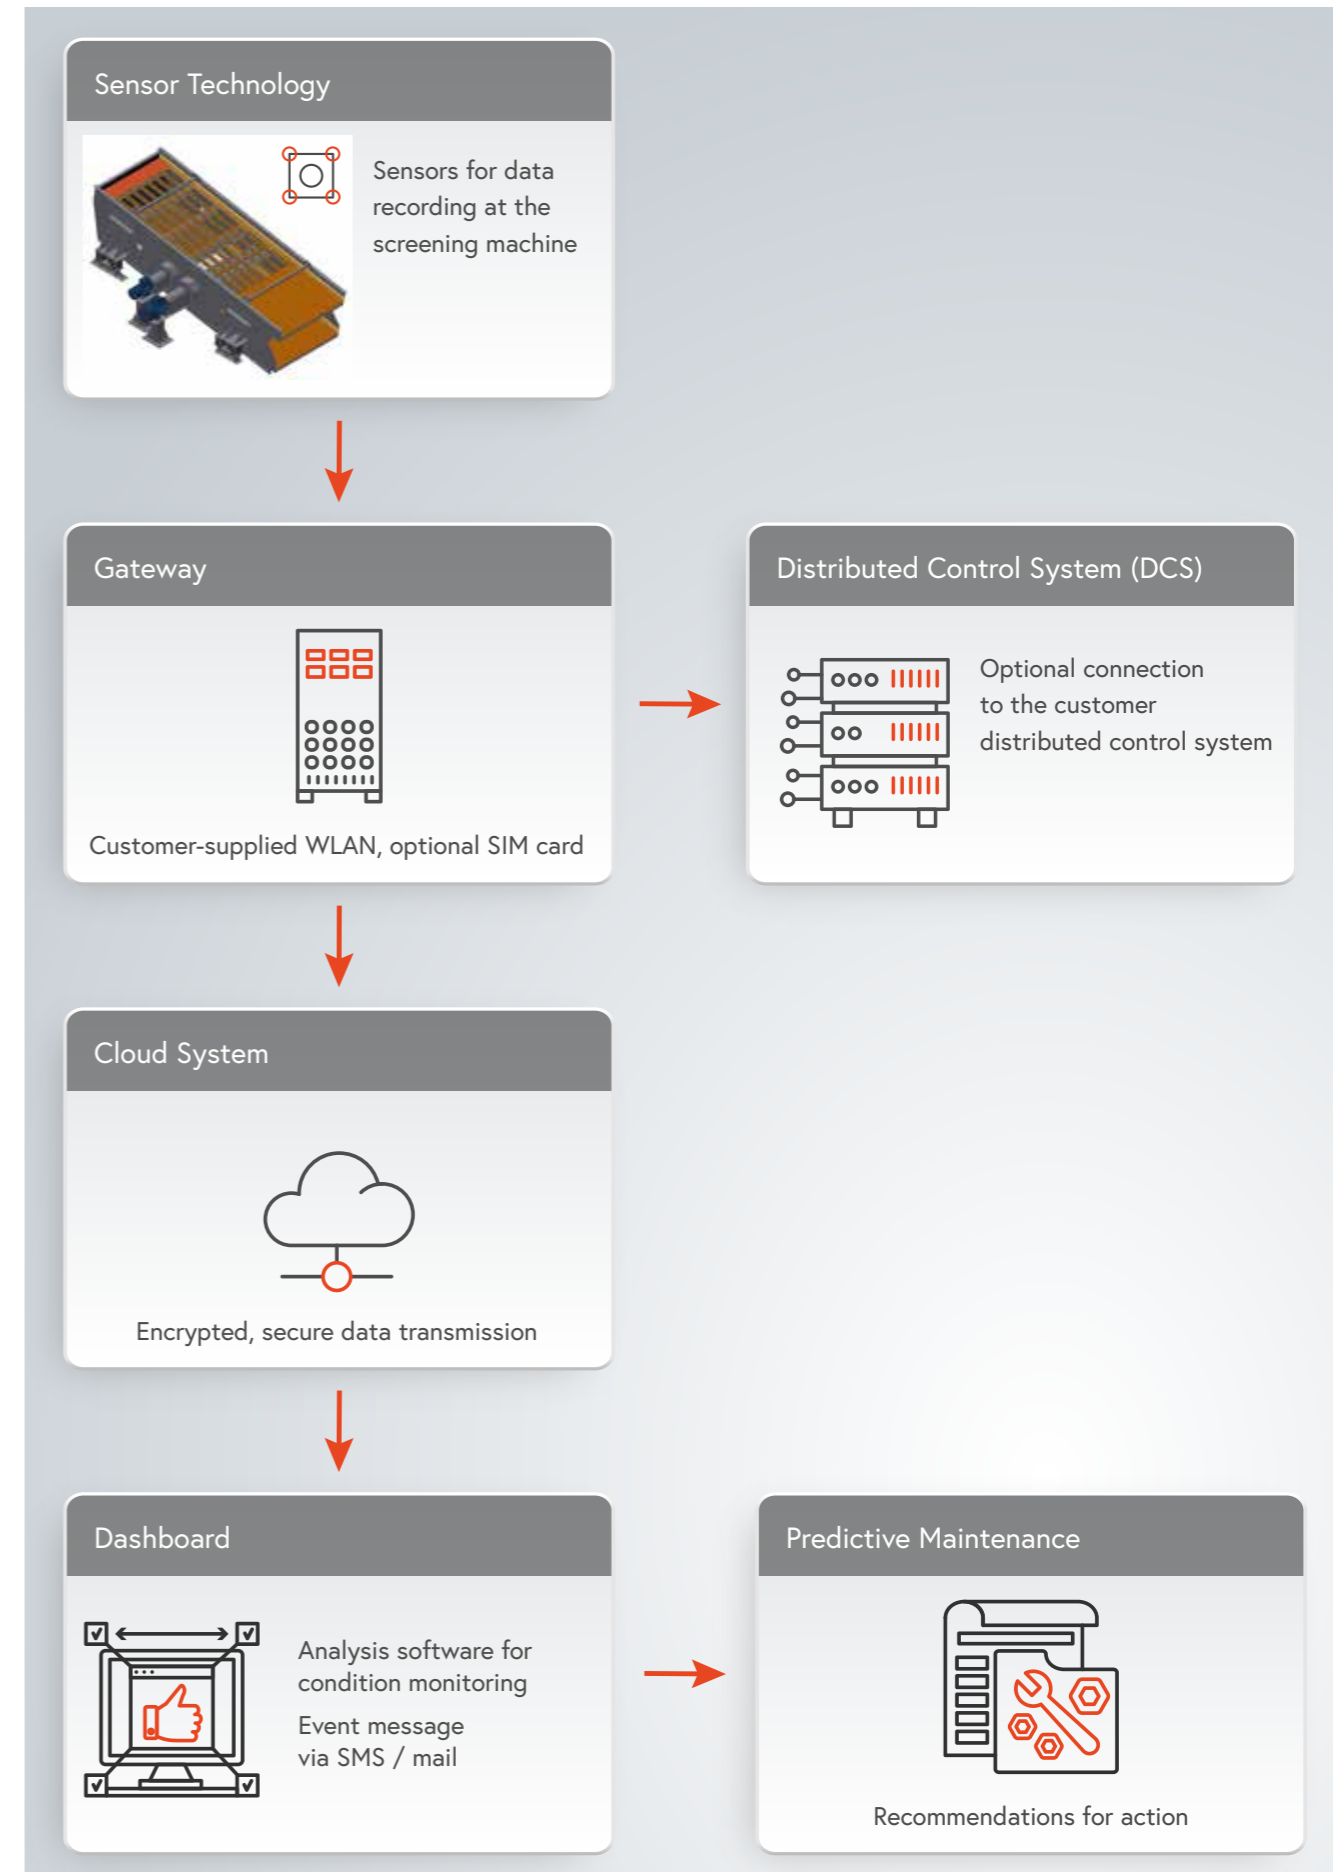 Sensor Technology
Sensors for data
recording at the
screening machine
Gateway
Customer-supplied WLAN, optional SIM card
Distributed Control System (DCS)
Optional connection
to the customer
distributed control system
Cloud System
Encrypted, secure data transmission
Dashboard
Analysis software for
condition monitoring
Event message
via SMS / mail
Predictive Maintenance
Recommendations for action